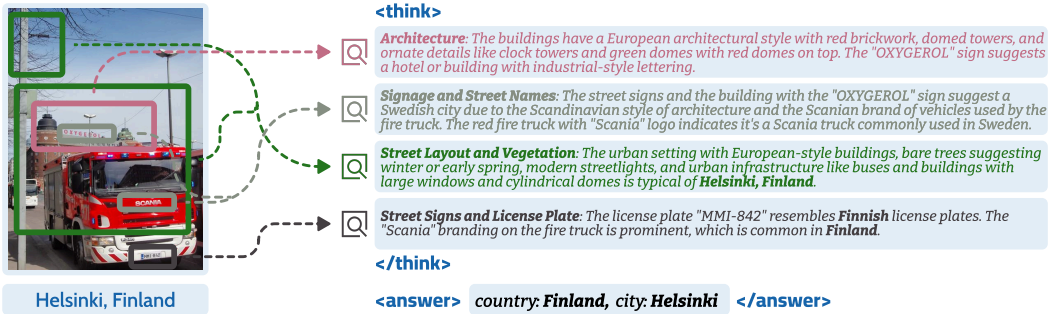 <think>
Architecture: The buildings have a European architectural style with red brickwork, domed towers, and
ornate details like clock towers and green domes with red domes on top. The "OXYGEROL" sign suggests
a hotel or building with industrial-style lettering.
Signage and Street Names: The street signs and the building with the "OXYGEROL" sign suggest a
Swedish city due to the Scandinavian style of architecture and the Scanian brand of vehicles used by the
fire truck. The red fire truck with "Scania" logo indicates it's a Scania truck commonly used in Sweden.
Street Layout and Vegetation: The urban setting with European-style buildings, bare trees suggesting
winter or early spring, modern streetlights, and urban infrastructure like buses and buildings with
large windows and cylindrical domes is typical of Helsinki, Finland.
Street Signs and License Plate: The license plate "MMI-842" resembles Finnish license plates. The
"Scania" branding on the fire truck is prominent, which is common in Finland.
</think>
<answer> country: Finland, city: Helsinki </answer>
OXYGEROL
SCANIA
Helsinki, Finland